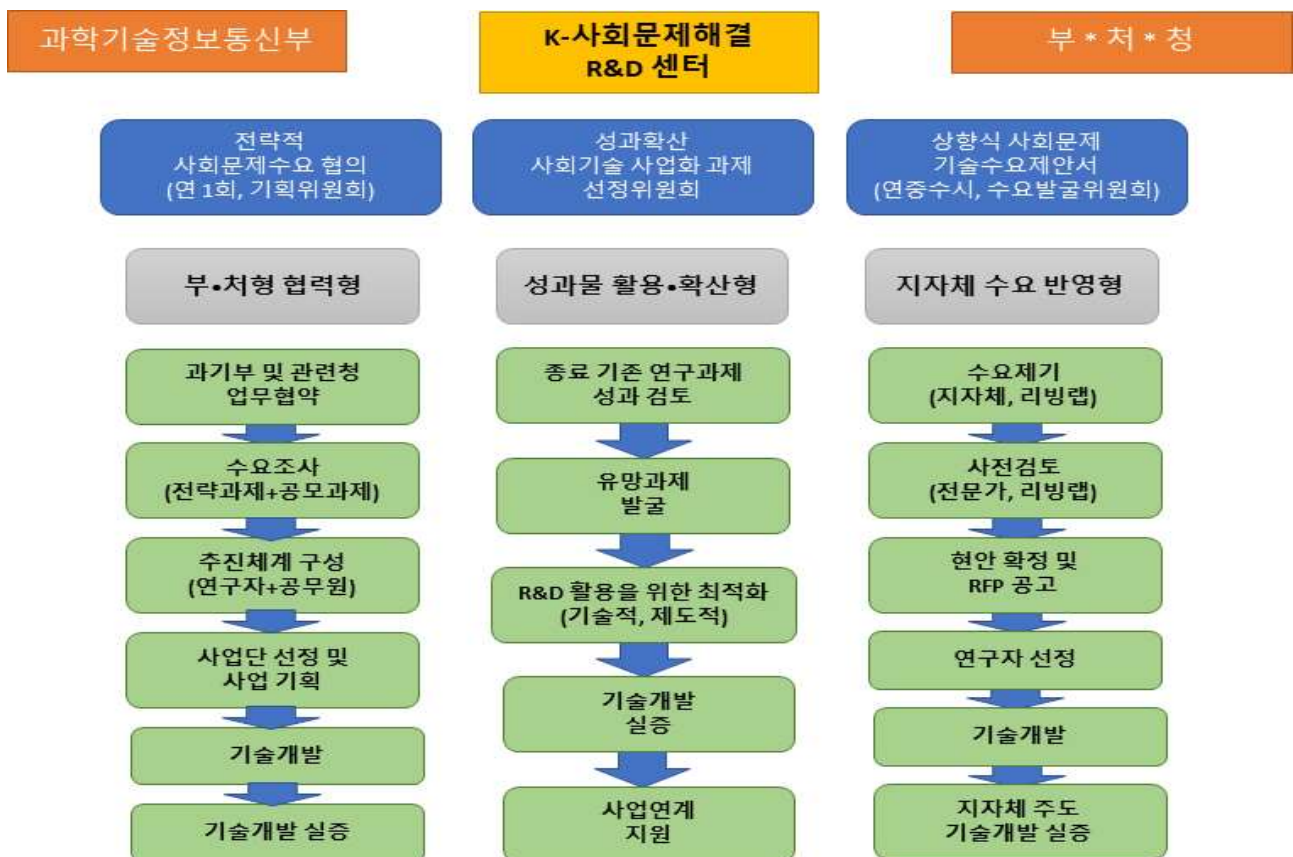 과학기술정보통신부
K-사회문제해결
R&D 센터
부 * 처 * 청
전략적
사회문제수요 협의
(연 1회, 기획위원회)
성과확산
사회기술 사업화 과제
선정위원회
상향식 사회문제
기술수요제안서
(연중수시, 수요발굴위원회)
부•처형 협력형
성과물 활용•확산형
지자체 수요 반영형
과기부 및 관련청
업무협약
수요조사
(전략과제+공모과제)
추진체계 구성
(연구자+공무원)
사업단 선정 및
사업 기획
기술개발
기술개발 실증
종료 기존 연구과제
성과 검토
유망과제
발굴
R&D 활용을 위한 최적화
(기술적, 제도적)
기술개발
실증
사업연계
지원
수요제기
(지자체, 리빙랩)
사전검토
(전문가, 리빙랩)
현안 확정 및
RFP 공고
연구자 선정
기술개발
지자체 주도
기술개발 실증